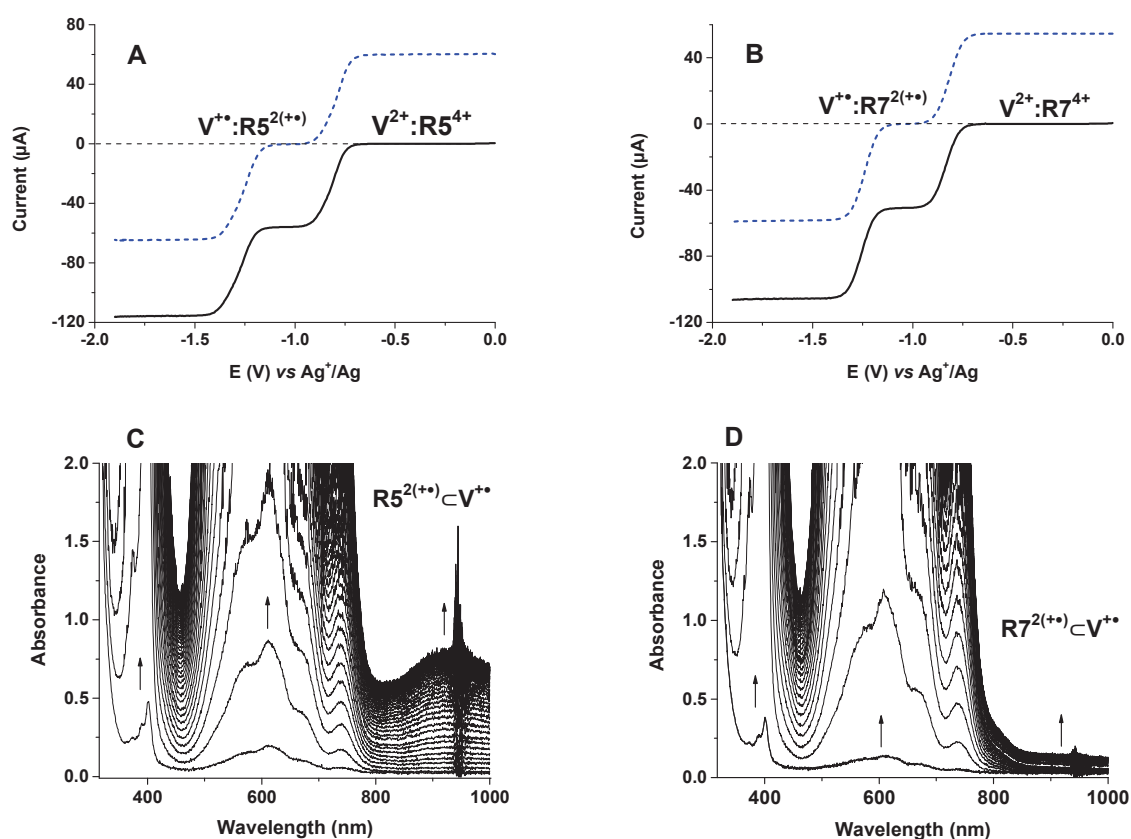 A
V⁺•:R5²⁽⁺•⁾
V²⁺:R5⁴⁺
80
40
0
-40
-80
-120
Current (µA)
-2.0 -1.5 -1.0 -0.5 0.0
E (V) vs Ag⁺/Ag
B
V⁺•:R7²⁽⁺•⁾
V²⁺:R7⁴⁺
40
0
-40
-80
-120
Current (µA)
-2.0 -1.5 -1.0 -0.5 0.0
E (V) vs Ag⁺/Ag
C
R5²⁽⁺•⁾⊂V⁺•
2.0
1.5
1.0
0.5
0.0
Absorbance
400 600 800 1000
Wavelength (nm)
D
R7²⁽⁺•⁾⊂V⁺•
2.0
1.5
1.0
0.5
0.0
Absorbance
400 600 800 1000
Wavelength (nm)